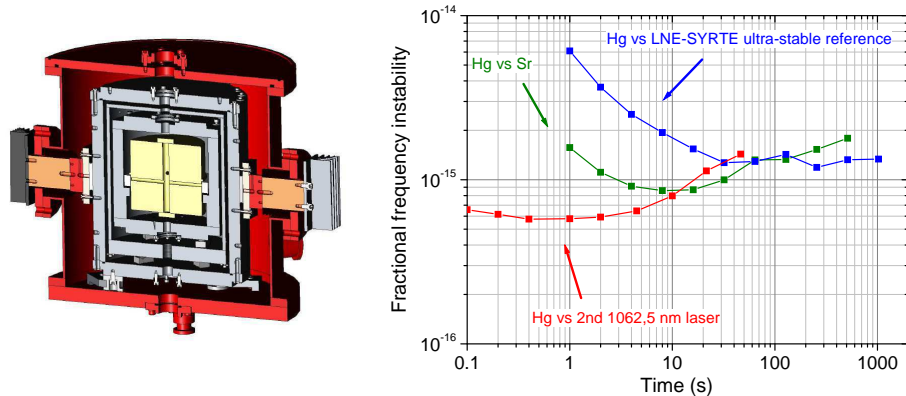 10⁻¹⁴
Hg vs LNE-SYRTE ultra-stable reference
Hg vs Sr
Fractional frequency instability
10⁻¹⁵
Hg vs 2nd 1062,5 nm laser
10⁻¹⁶
0.1 1 10 100 1000
Time (s)